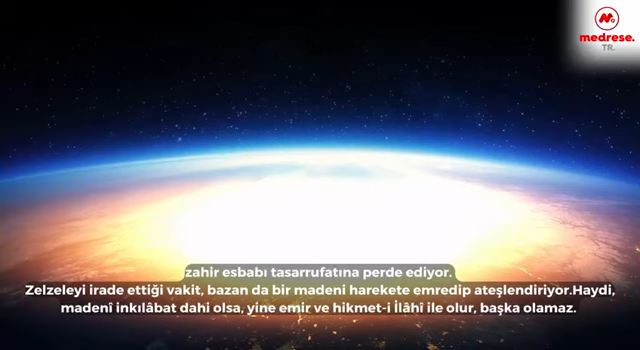 medrese.
TR.
zahir esbabı tasarrufatına perde ediyor.
Zelzeleyi irade ettiği vakit, bazan da bir madeni harekete emredip ateşlendiriyor.Haydi,
madenî inkılâbat dahi olsa, yine emir ve hikmet-i İlâhî ile olur, başka olamaz.